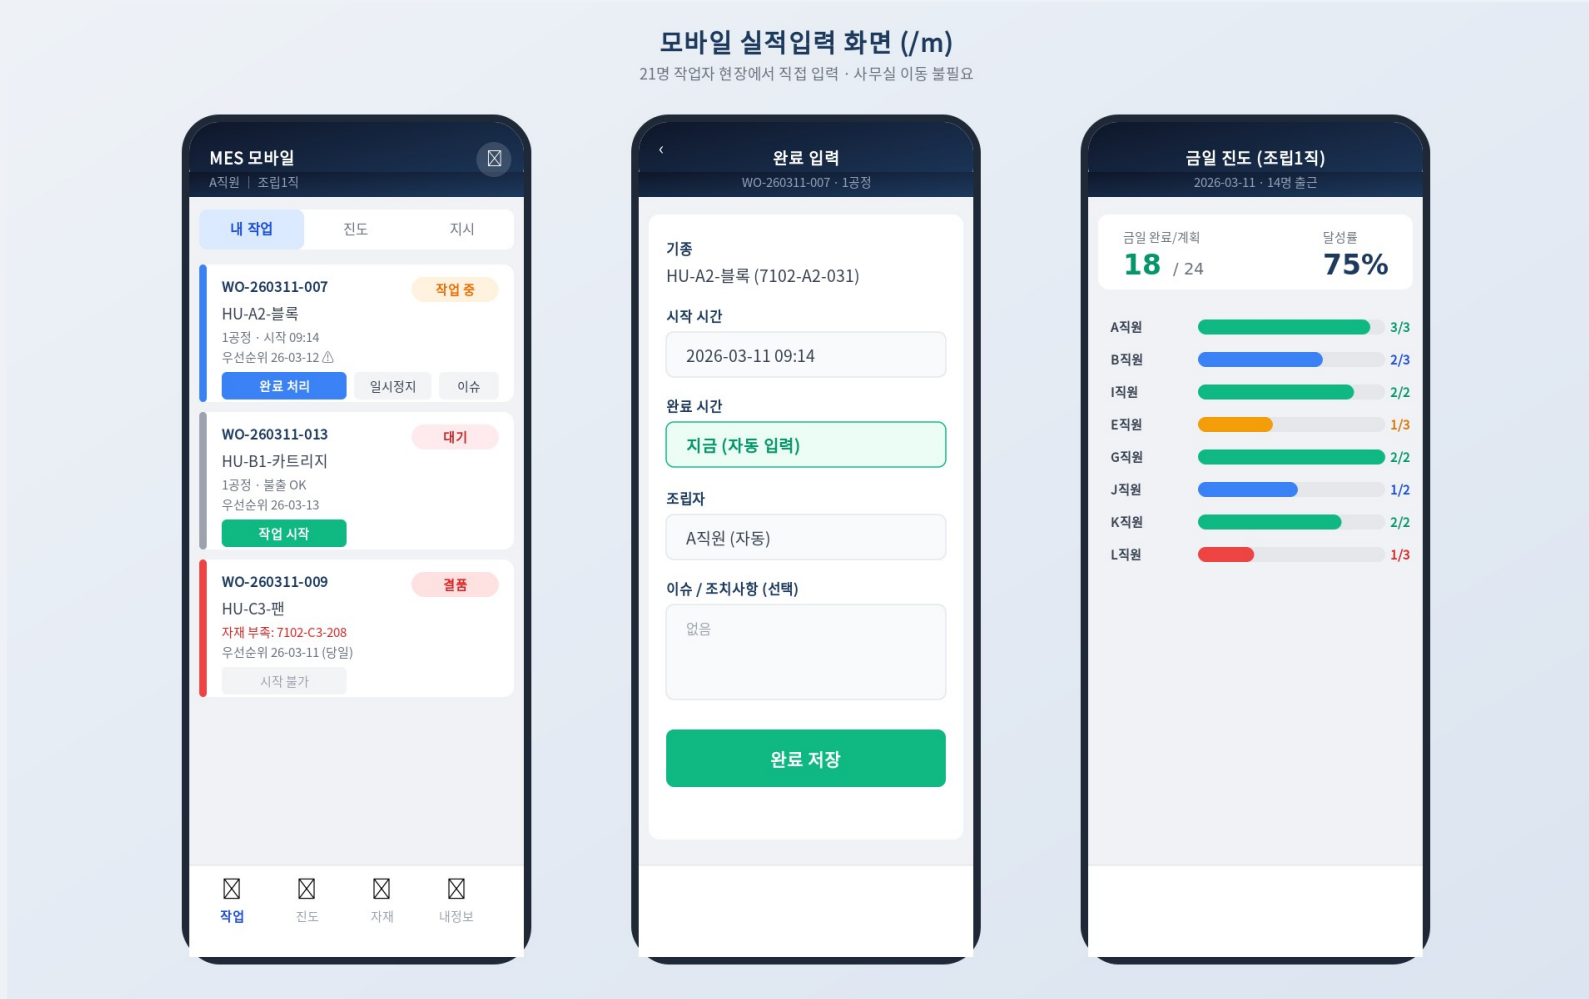 모바일 실적입력 화면 (/m)
21명 작업자 현장에서 직접 입력 · 사무실 이동 불필요
MES 모바일
A직원 | 조립1직
내 작업
진도
지시
WO-260311-007
작업 중
HU-A2-블록
1공정 · 시작 09:14
우선순위 26-03-12 ⚠
완료 처리
일시정지
이슈
WO-260311-013
대기
HU-B1-카트리지
1공정 · 불출 OK
우선순위 26-03-13
작업 시작
WO-260311-009
결품
HU-C3-팬
자재 부족: 7102-C3-208
우선순위 26-03-11 (당일)
시작 불가
작업
진도
자재
내정보
‹
완료 입력
WO-260311-007 · 1공정
기종
HU-A2-블록 (7102-A2-031)
시작 시간
2026-03-11 09:14
완료 시간
지금 (자동 입력)
조립자
A직원 (자동)
이슈 / 조치사항 (선택)
없음
완료 저장
금일 진도 (조립1직)
2026-03-11 · 14명 출근
금일 완료/계획
달성률
18 / 24
75%
A직원 3/3
B직원 2/3
I직원 2/2
E직원 1/3
G직원 2/2
J직원 1/2
K직원 2/2
L직원 1/3